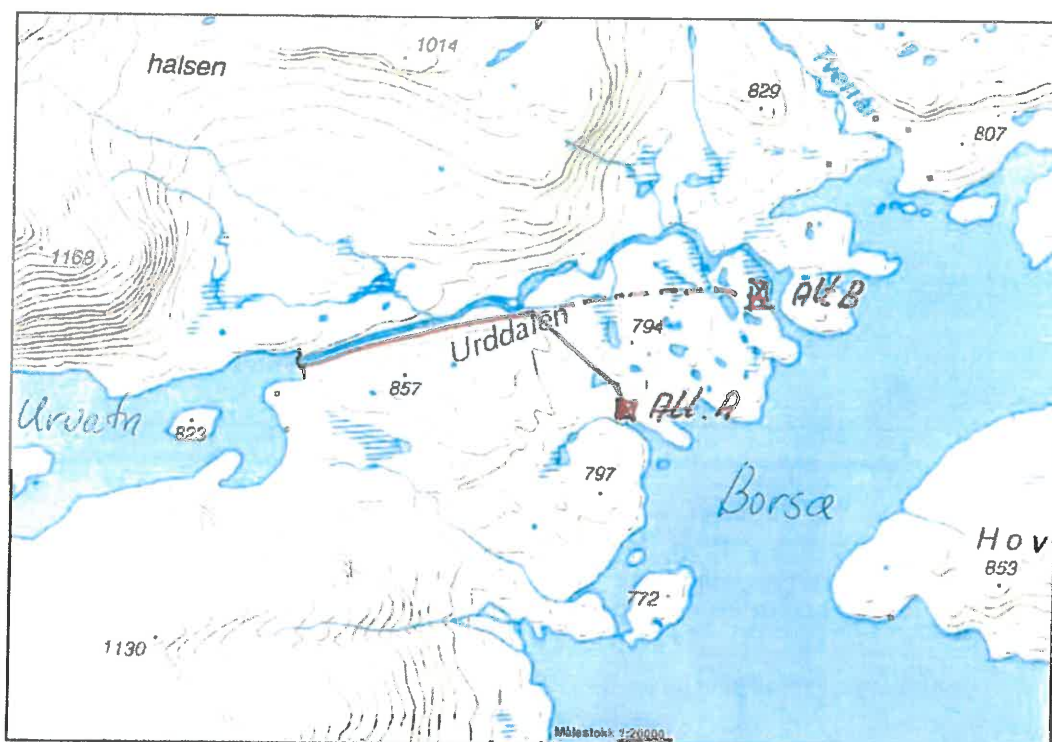 1014
halsen
829
807
1168
Alt B
Urddalen
794
857
Alt. A
Urvatn
823
797
Borsæ
Hov
853
772
1130
Målestokk 1:20000